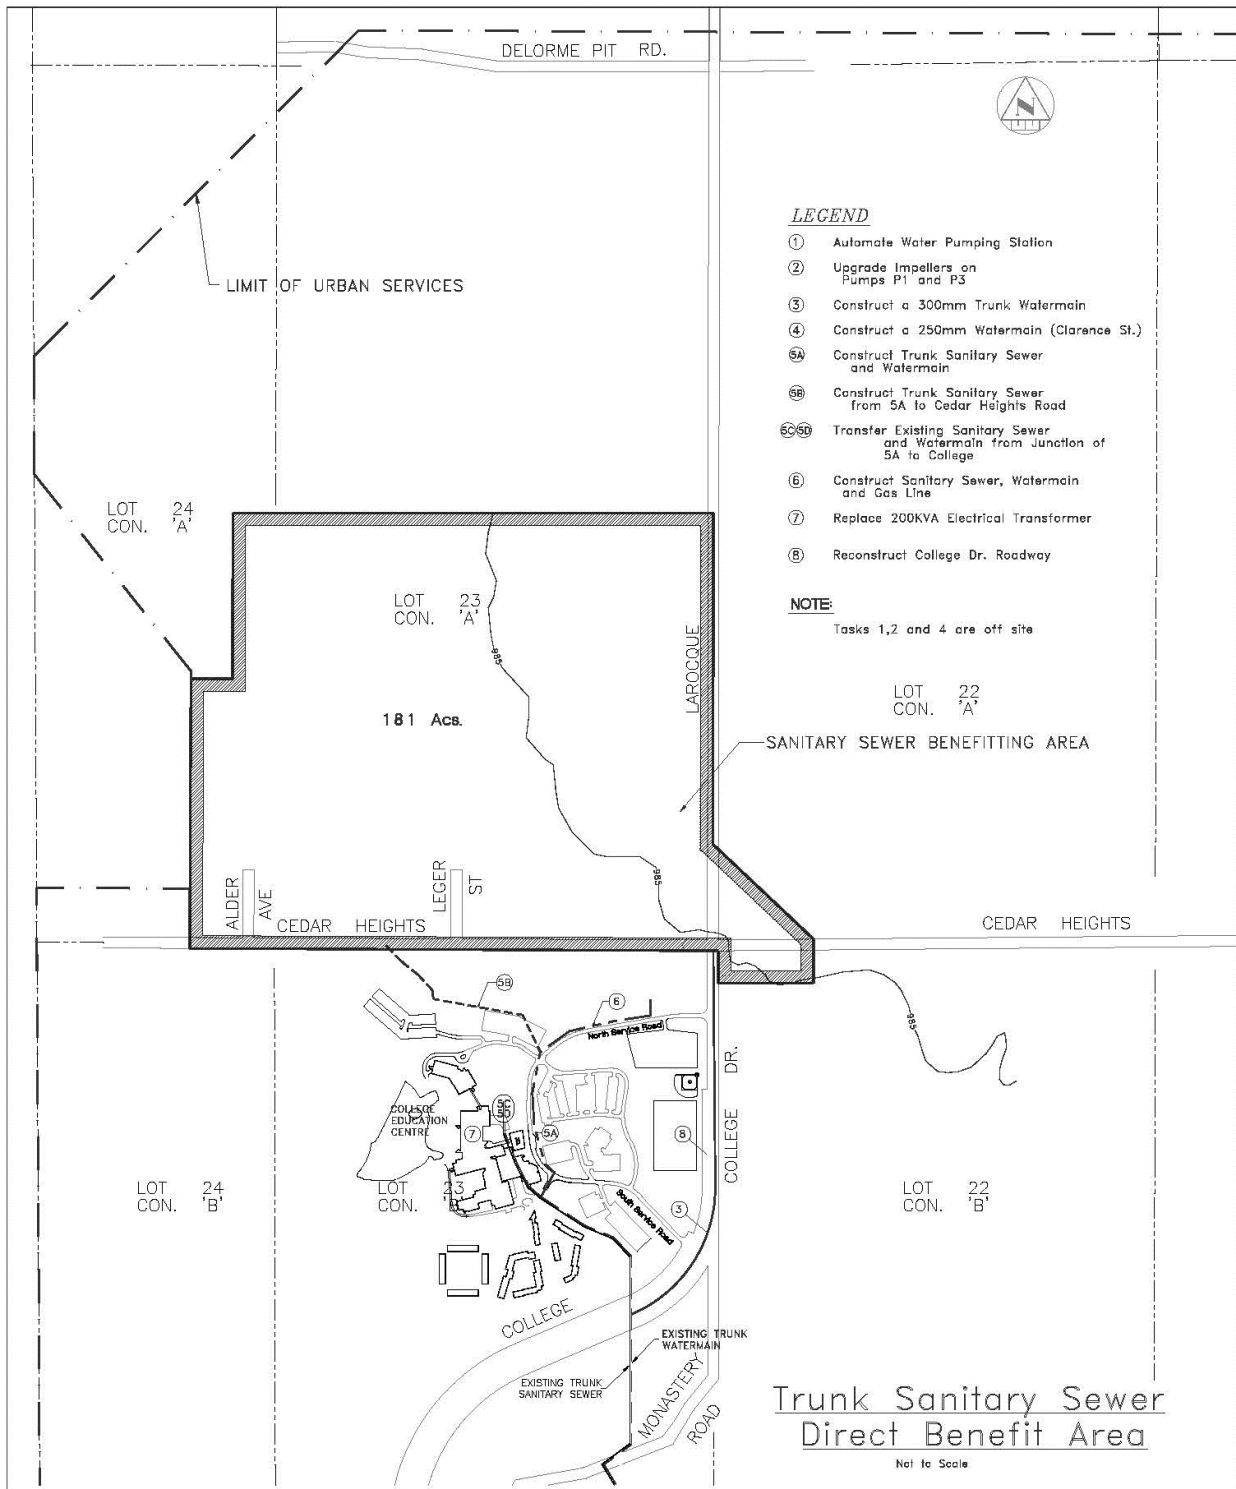 DELORME PIT RD.
N
LEGEND
1 Automate Water Pumping Station
2 Upgrade Impellers on
Pumps P1 and P3
3 Construct a 300mm Trunk Watermain
4 Construct a 250mm Watermain (Clarence St.)
5A Construct Trunk Sanitary Sewer
and Watermain
5B Construct Trunk Sanitary Sewer
from 5A to Cedar Heights Road
5C 5D Transfer Existing Sanitary Sewer
and Watermain from Junction of
5A to College
6 Construct Sanitary Sewer, Watermain
and Gas Line
7 Replace 200KVA Electrical Transformer
8 Reconstruct College Dr. Roadway
NOTE:
Tasks 1,2 and 4 are off site
LIMIT OF URBAN SERVICES
LOT 24
CON. 'A'
LOT 23
CON. 'A'
985
LAROCQUE
LOT 22
CON. 'A'
181 Acs.
SANITARY SEWER BENEFITTING AREA
985
ALDER
AVE
LEGER
ST
CEDAR HEIGHTS
CEDAR HEIGHTS
5B
6
985
North Service Road
COLLEGE DR.
COLLEGE
EDUCATION
CENTRE
5C
5D
7
5A
8
LOT 24
CON. 'B'
LOT 23
CON. 'B'
LOT 22
CON. 'B'
3
South Service Road
COLLEGE
EXISTING TRUNK
WATERMAIN
EXISTING TRUNK
SANITARY SEWER
MONASTERY
ROAD
Trunk Sanitary Sewer
Direct Benefit Area
Not to Scale